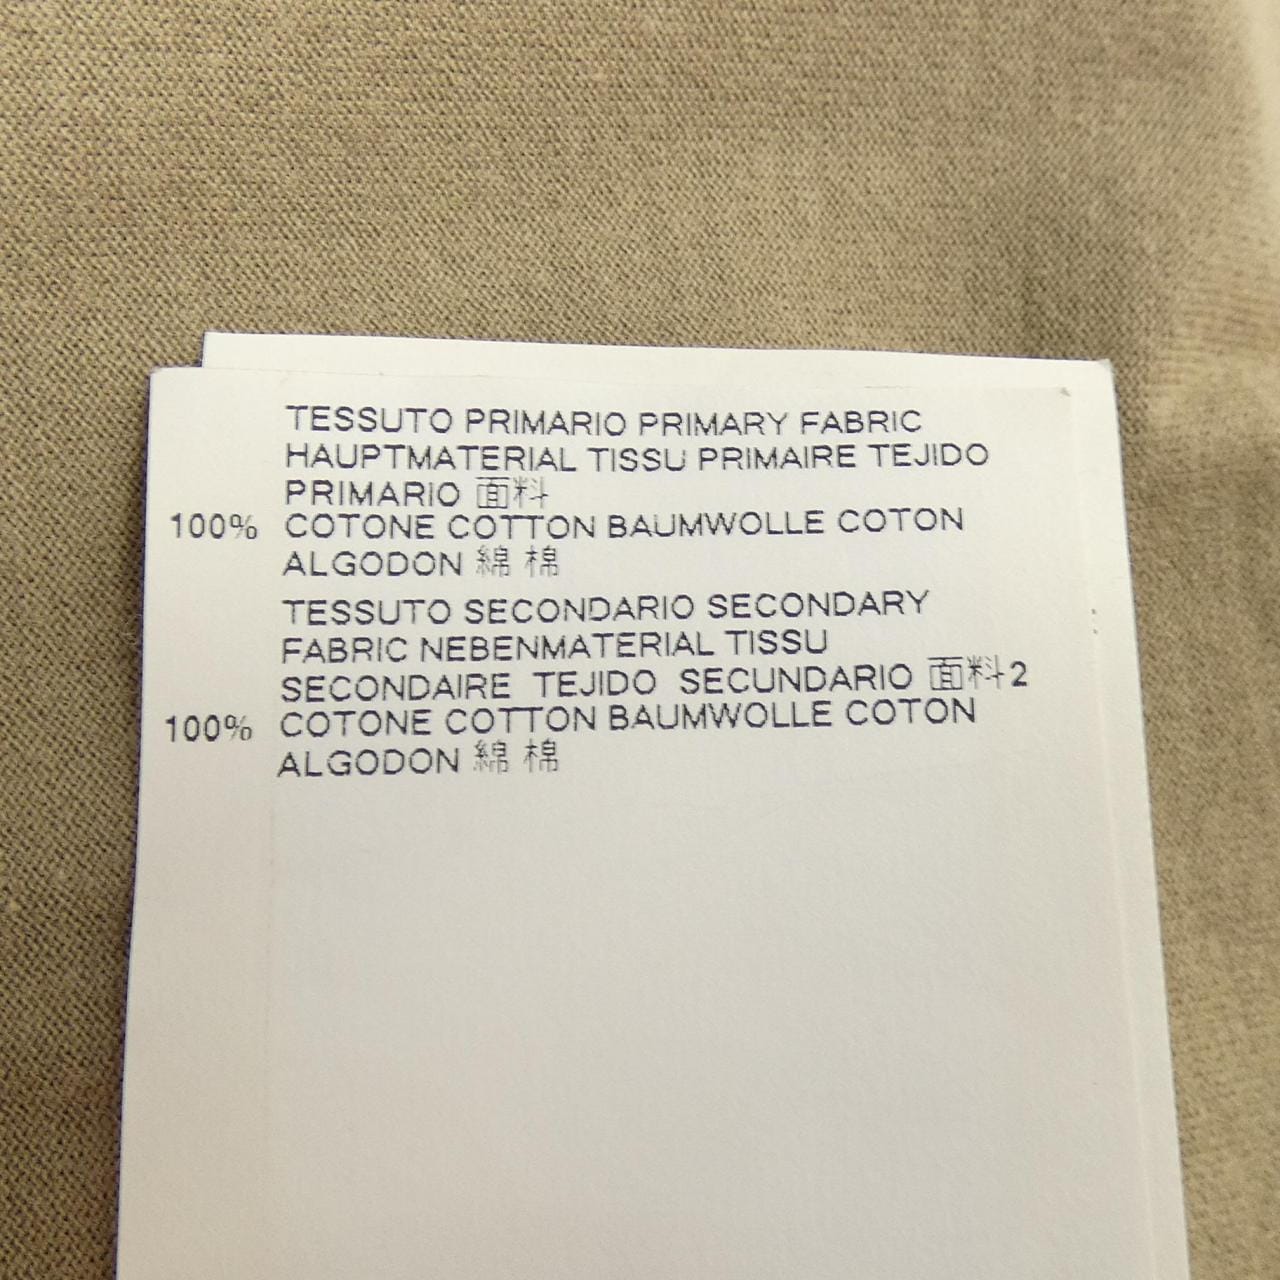 TESSUTO PRIMARIO PRIMARY FABRIC
HAUPTMATERIAL TISSU PRIMAIRE TEJIDO
PRIMARIO 面料
100% COTONE COTTON BAUMWOLLE COTON
ALGODON 綿 棉
TESSUTO SECONDARIO SECONDARY
FABRIC NEBENMATERIAL TISSU
SECONDAIRE TEJIDO SECUNDARIO 面料2
100% COTONE COTTON BAUMWOLLE COTON
ALGODON 綿 棉